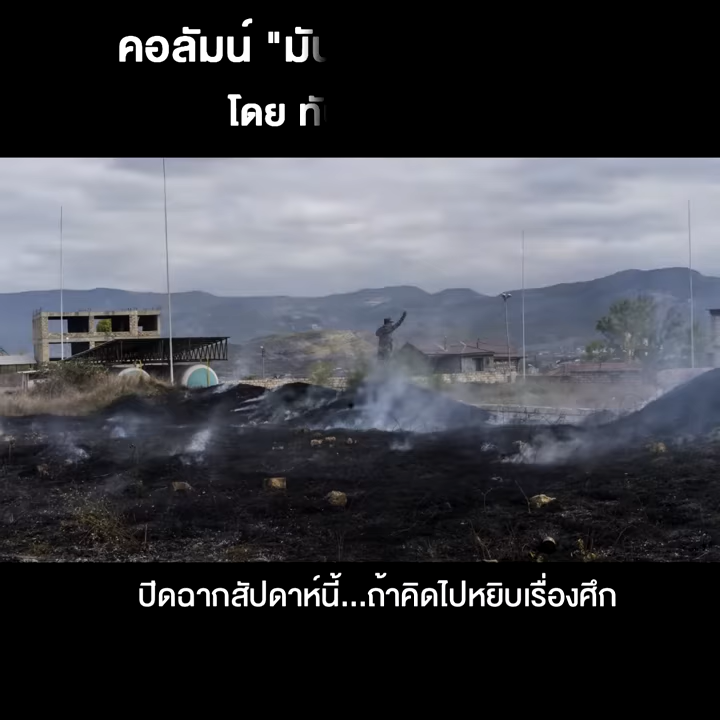 คอลัมน์ "มัน
โดย ทั
ปิดฉากสัปดาห์นี้...ถ้าคิดไปหยิบเรื่องศึก